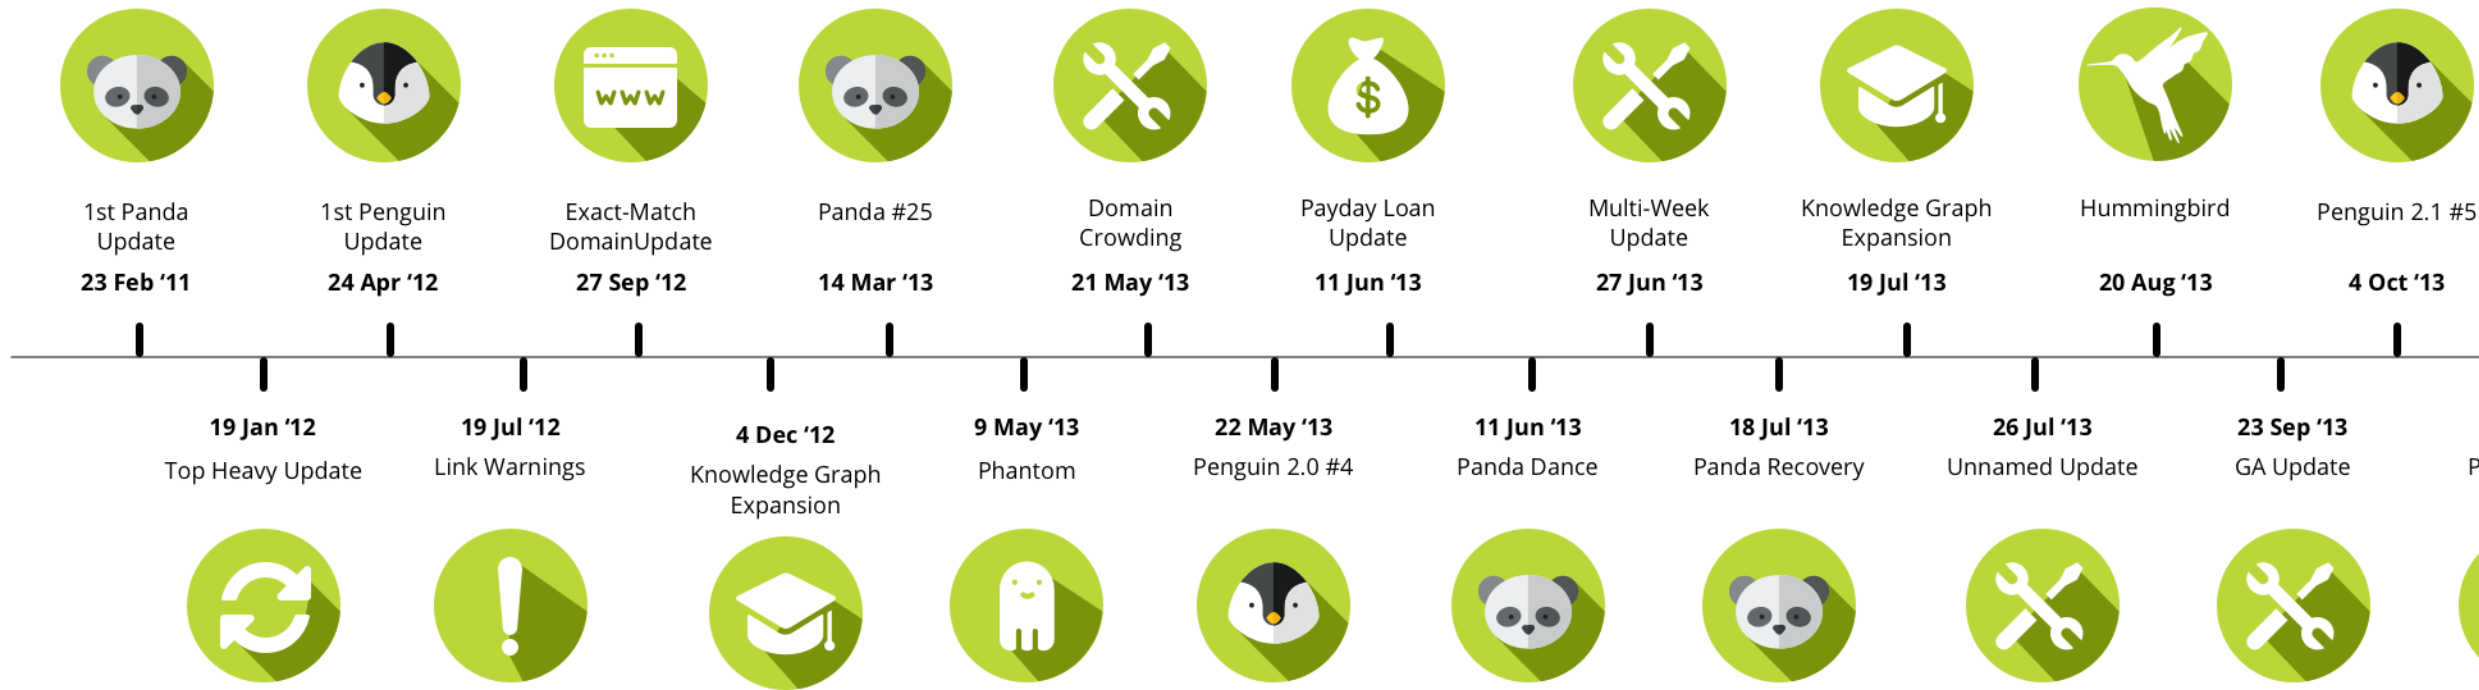 www
$
1st Panda
Update
23 Feb ‘11
1st Penguin
Update
24 Apr ‘12
Exact-Match
DomainUpdate
27 Sep ‘12
Panda #25
14 Mar ‘13
Domain
Crowding
21 May ‘13
Payday Loan
Update
11 Jun ‘13
Multi-Week
Update
27 Jun ‘13
Knowledge Graph
Expansion
19 Jul ‘13
Hummingbird
20 Aug ‘13
Penguin 2.1 #5
4 Oct ‘13
19 Jan ‘12
Top Heavy Update
19 Jul ‘12
Link Warnings
4 Dec ‘12
Knowledge Graph
Expansion
9 May ‘13
Phantom
22 May ‘13
Penguin 2.0 #4
11 Jun ‘13
Panda Dance
18 Jul ‘13
Panda Recovery
26 Jul ‘13
Unnamed Update
23 Sep ‘13
GA Update